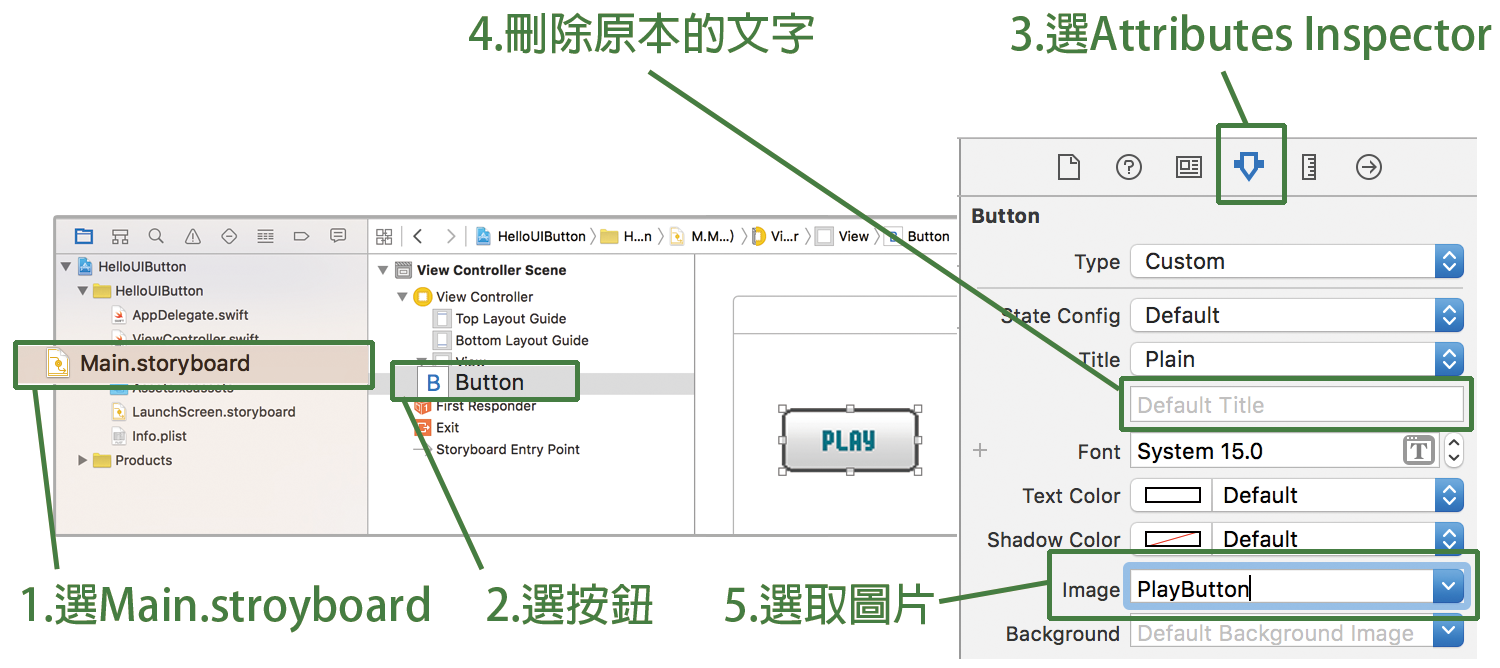 4.刪除原本的文字
3.選Attributes Inspector
Button
Type Custom
State Config Default
Title Plain
Default Title
Font System 15.0 T
Text Color Default
Shadow Color Default
Image PlayButton
Background Default Background Image
HelloUIButton H...n M.M...) Vi...r View B Button
HelloUIButton
HelloUIButton
AppDelegate.swift
ViewController.swift
Main.storyboard
Assets.xcassets
LaunchScreen.storyboard
Info.plist
Products
View Controller Scene
View Controller
Top Layout Guide
Bottom Layout Guide
View
B Button
First Responder
Exit
Storyboard Entry Point
PLAY
1.選Main.stroyboard
2.選按鈕
5.選取圖片